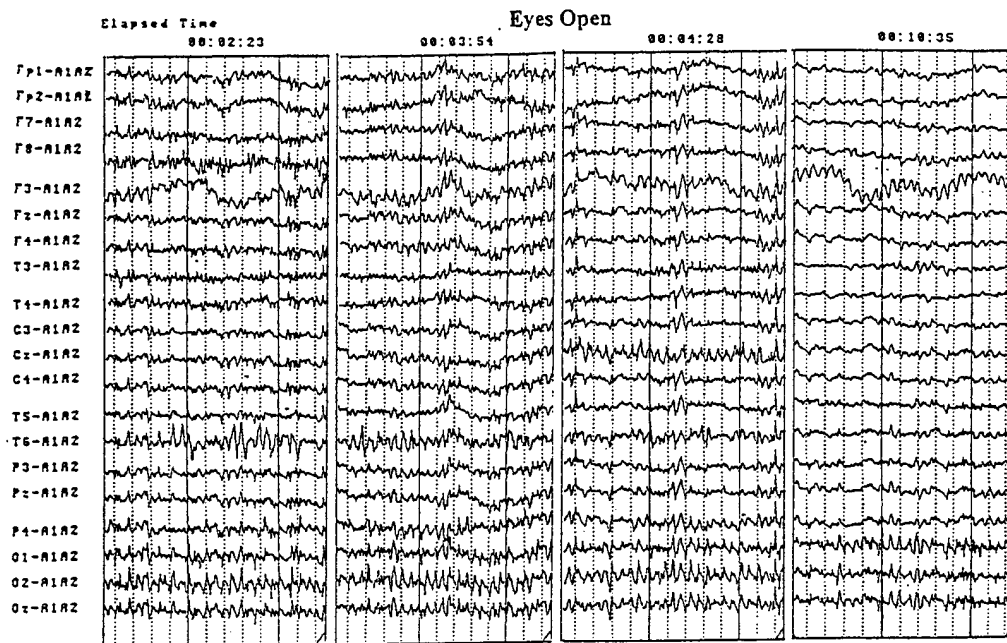 Elapsed Time
Eyes Open
00:02:23 00:03:54 00:04:28 00:10:35
Fp1-A1A2
Fp2-A1A2
F7-A1A2
F8-A1A2
F3-A1A2
Fz-A1A2
F4-A1A2
T3-A1A2
T4-A1A2
C3-A1A2
Cz-A1A2
C4-A1A2
T5-A1A2
T6-A1A2
P3-A1A2
Pz-A1A2
P4-A1A2
O1-A1A2
O2-A1A2
Oz-A1A2